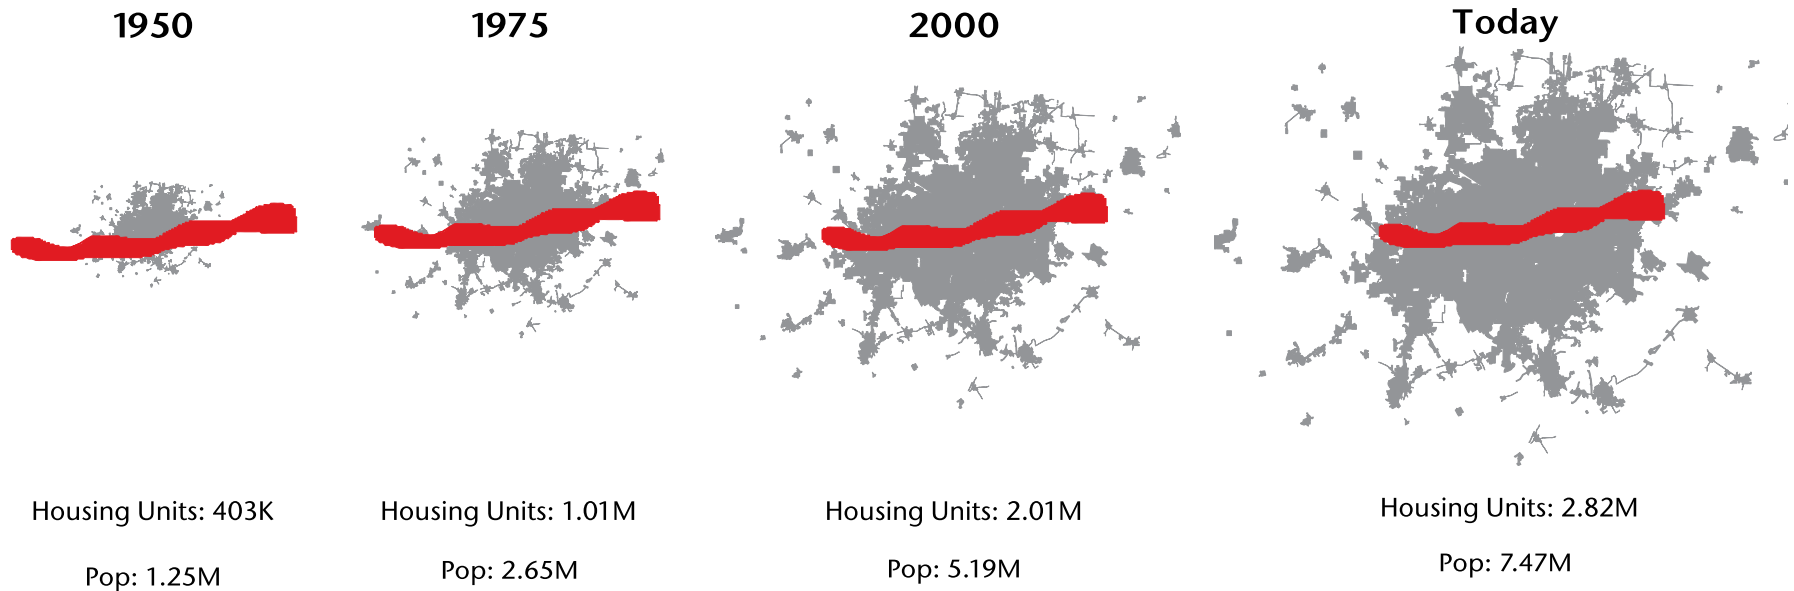 1950
1975
2000
Today
Housing Units: 403K
Housing Units: 1.01M
Housing Units: 2.01M
Housing Units: 2.82M
Pop: 1.25M
Pop: 2.65M
Pop: 5.19M
Pop: 7.47M